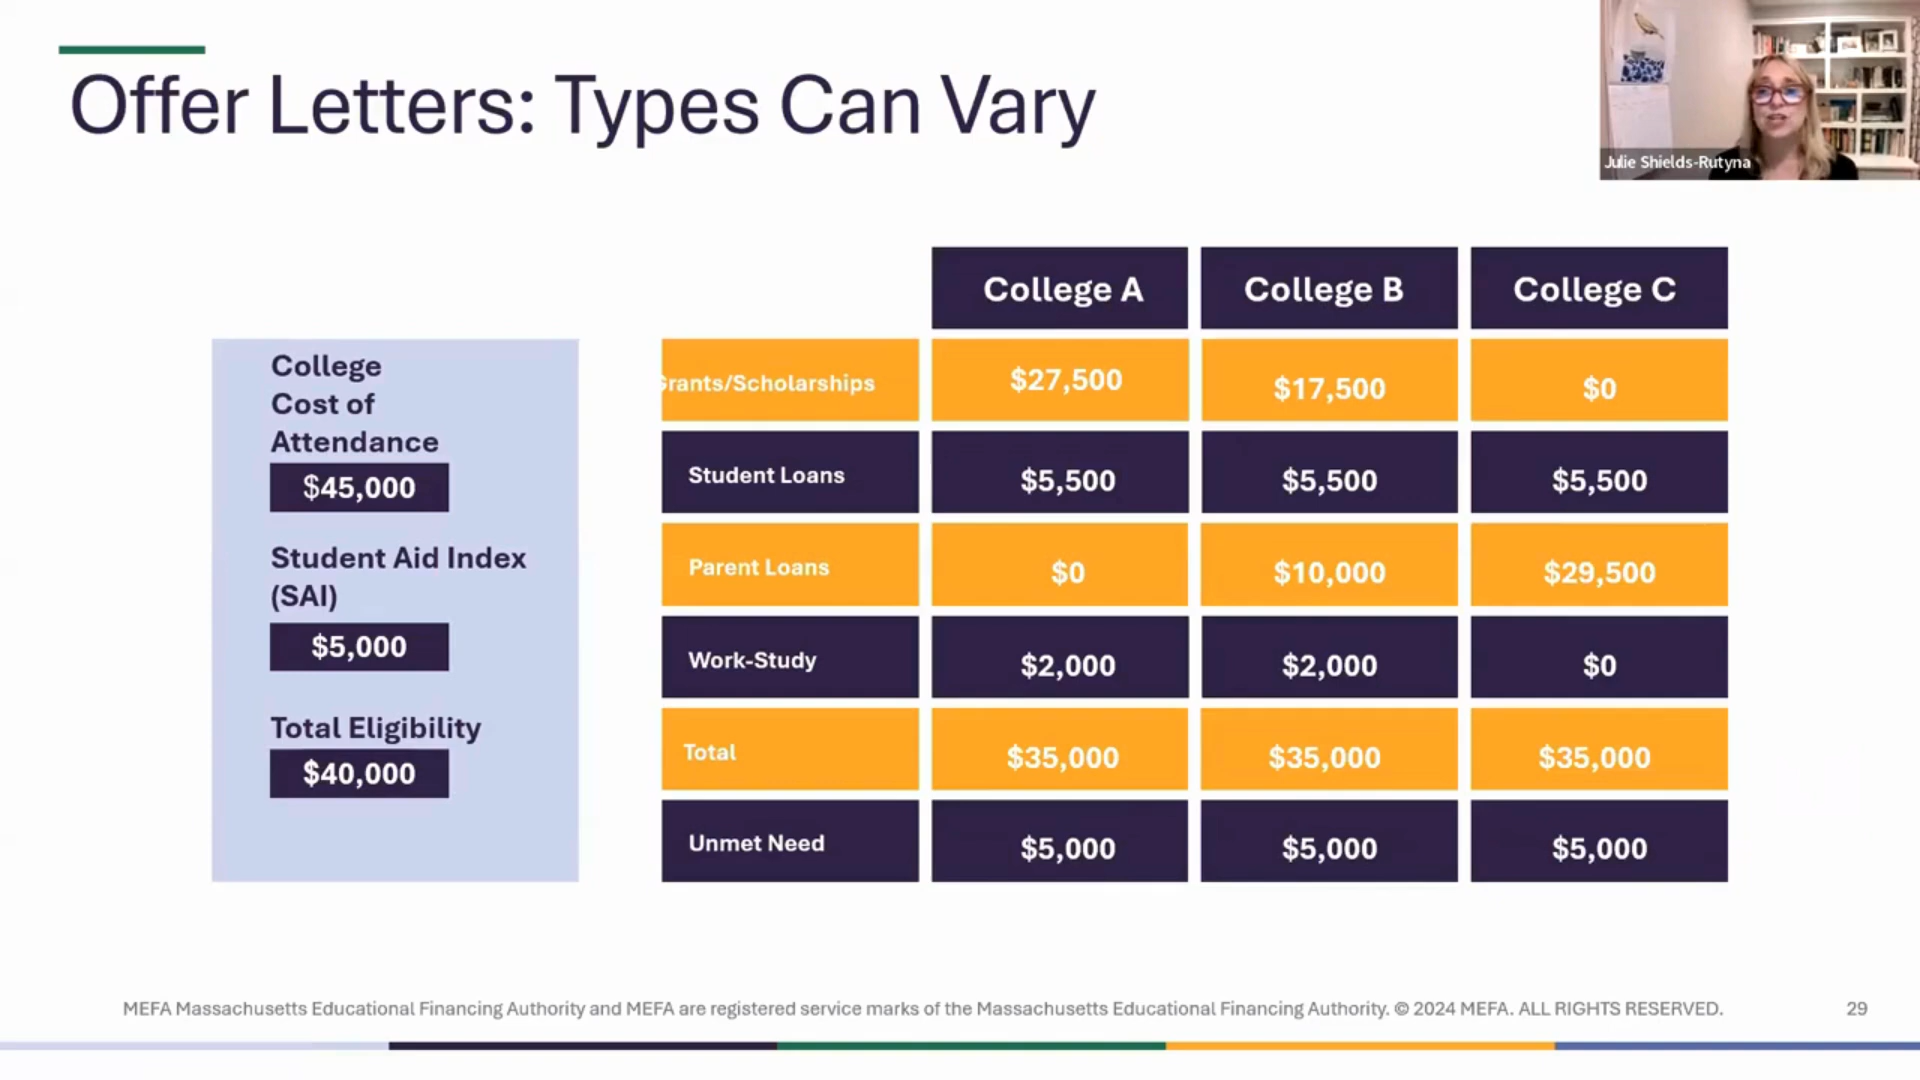 Offer Letters: Types Can Vary
Julie Shields-Rutyna
College
Cost of
Attendance
$45,000
Student Aid Index
(SAI)
$5,000
Total Eligibility
$40,000
College A College B College C
Grants/Scholarships $27,500 $17,500 $0
Student Loans $5,500 $5,500 $5,500
Parent Loans $0 $10,000 $29,500
Work-Study $2,000 $2,000 $0
Total $35,000 $35,000 $35,000
Unmet Need $5,000 $5,000 $5,000
MEFA Massachusetts Educational Financing Authority and MEFA are registered service marks of the Massachusetts Educational Financing Authority. © 2024 MEFA. ALL RIGHTS RESERVED.
29